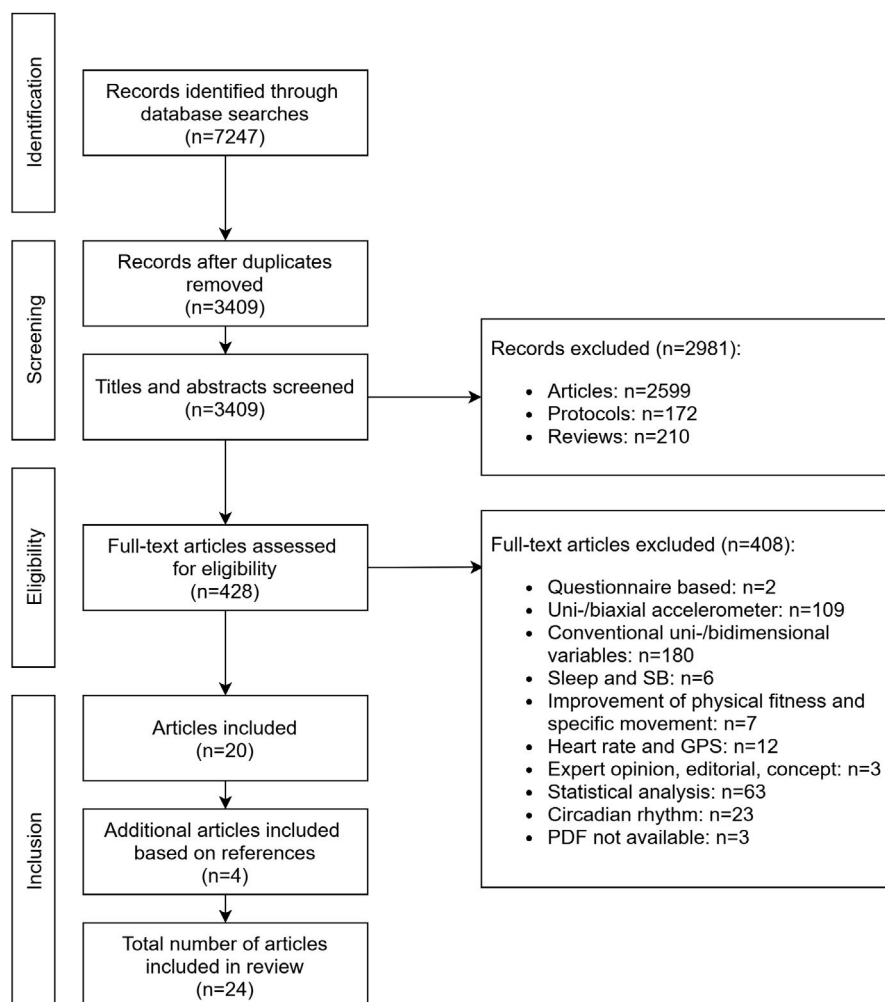 Identification
Records identified through
database searches
(n=7247)
Screening
Records after duplicates
removed
(n=3409)
Titles and abstracts screened
(n=3409)
Records excluded (n=2981):
• Articles: n=2599
• Protocols: n=172
• Reviews: n=210
Eligibility
Full-text articles assessed
for eligibility
(n=428)
Full-text articles excluded (n=408):
• Questionnaire based: n=2
• Uni-/biaxial accelerometer: n=109
• Conventional uni-/bidimensional
variables: n=180
• Sleep and SB: n=6
• Improvement of physical fitness and
specific movement: n=7
• Heart rate and GPS: n=12
• Expert opinion, editorial, concept: n=3
• Statistical analysis: n=63
• Circadian rhythm: n=23
• PDF not available: n=3
Inclusion
Articles included
(n=20)
Additional articles included
based on references
(n=4)
Total number of articles
included in review
(n=24)